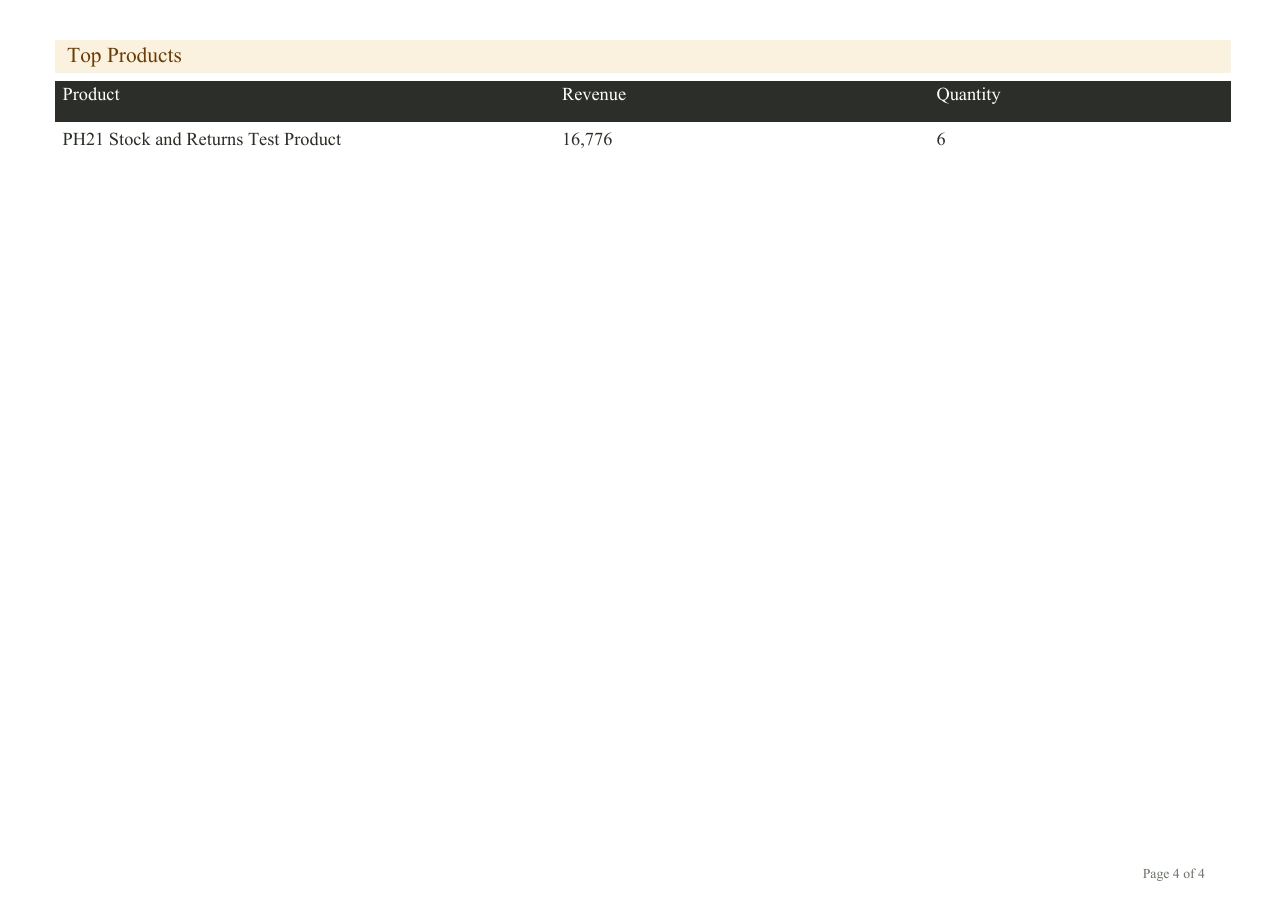 Top Products
Product Revenue Quantity
PH21 Stock and Returns Test Product 16,776 6
Page 4 of 4